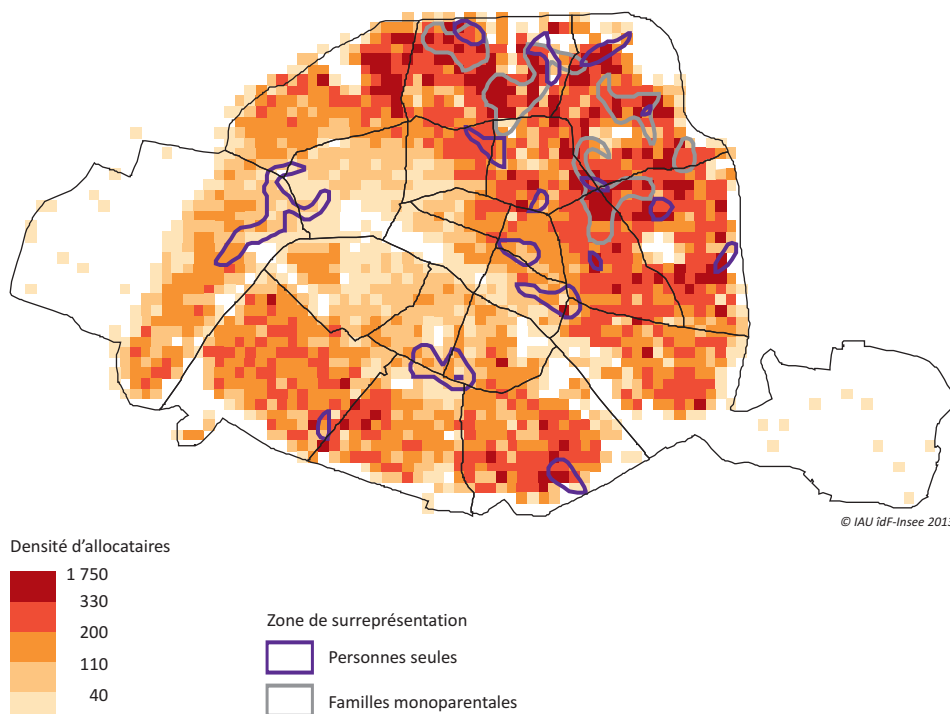 © IAU îdF-Insee 2013
Densité d’allocataires
1 750
330
200
110
40
Zone de surreprésentation
Personnes seules
Familles monoparentales